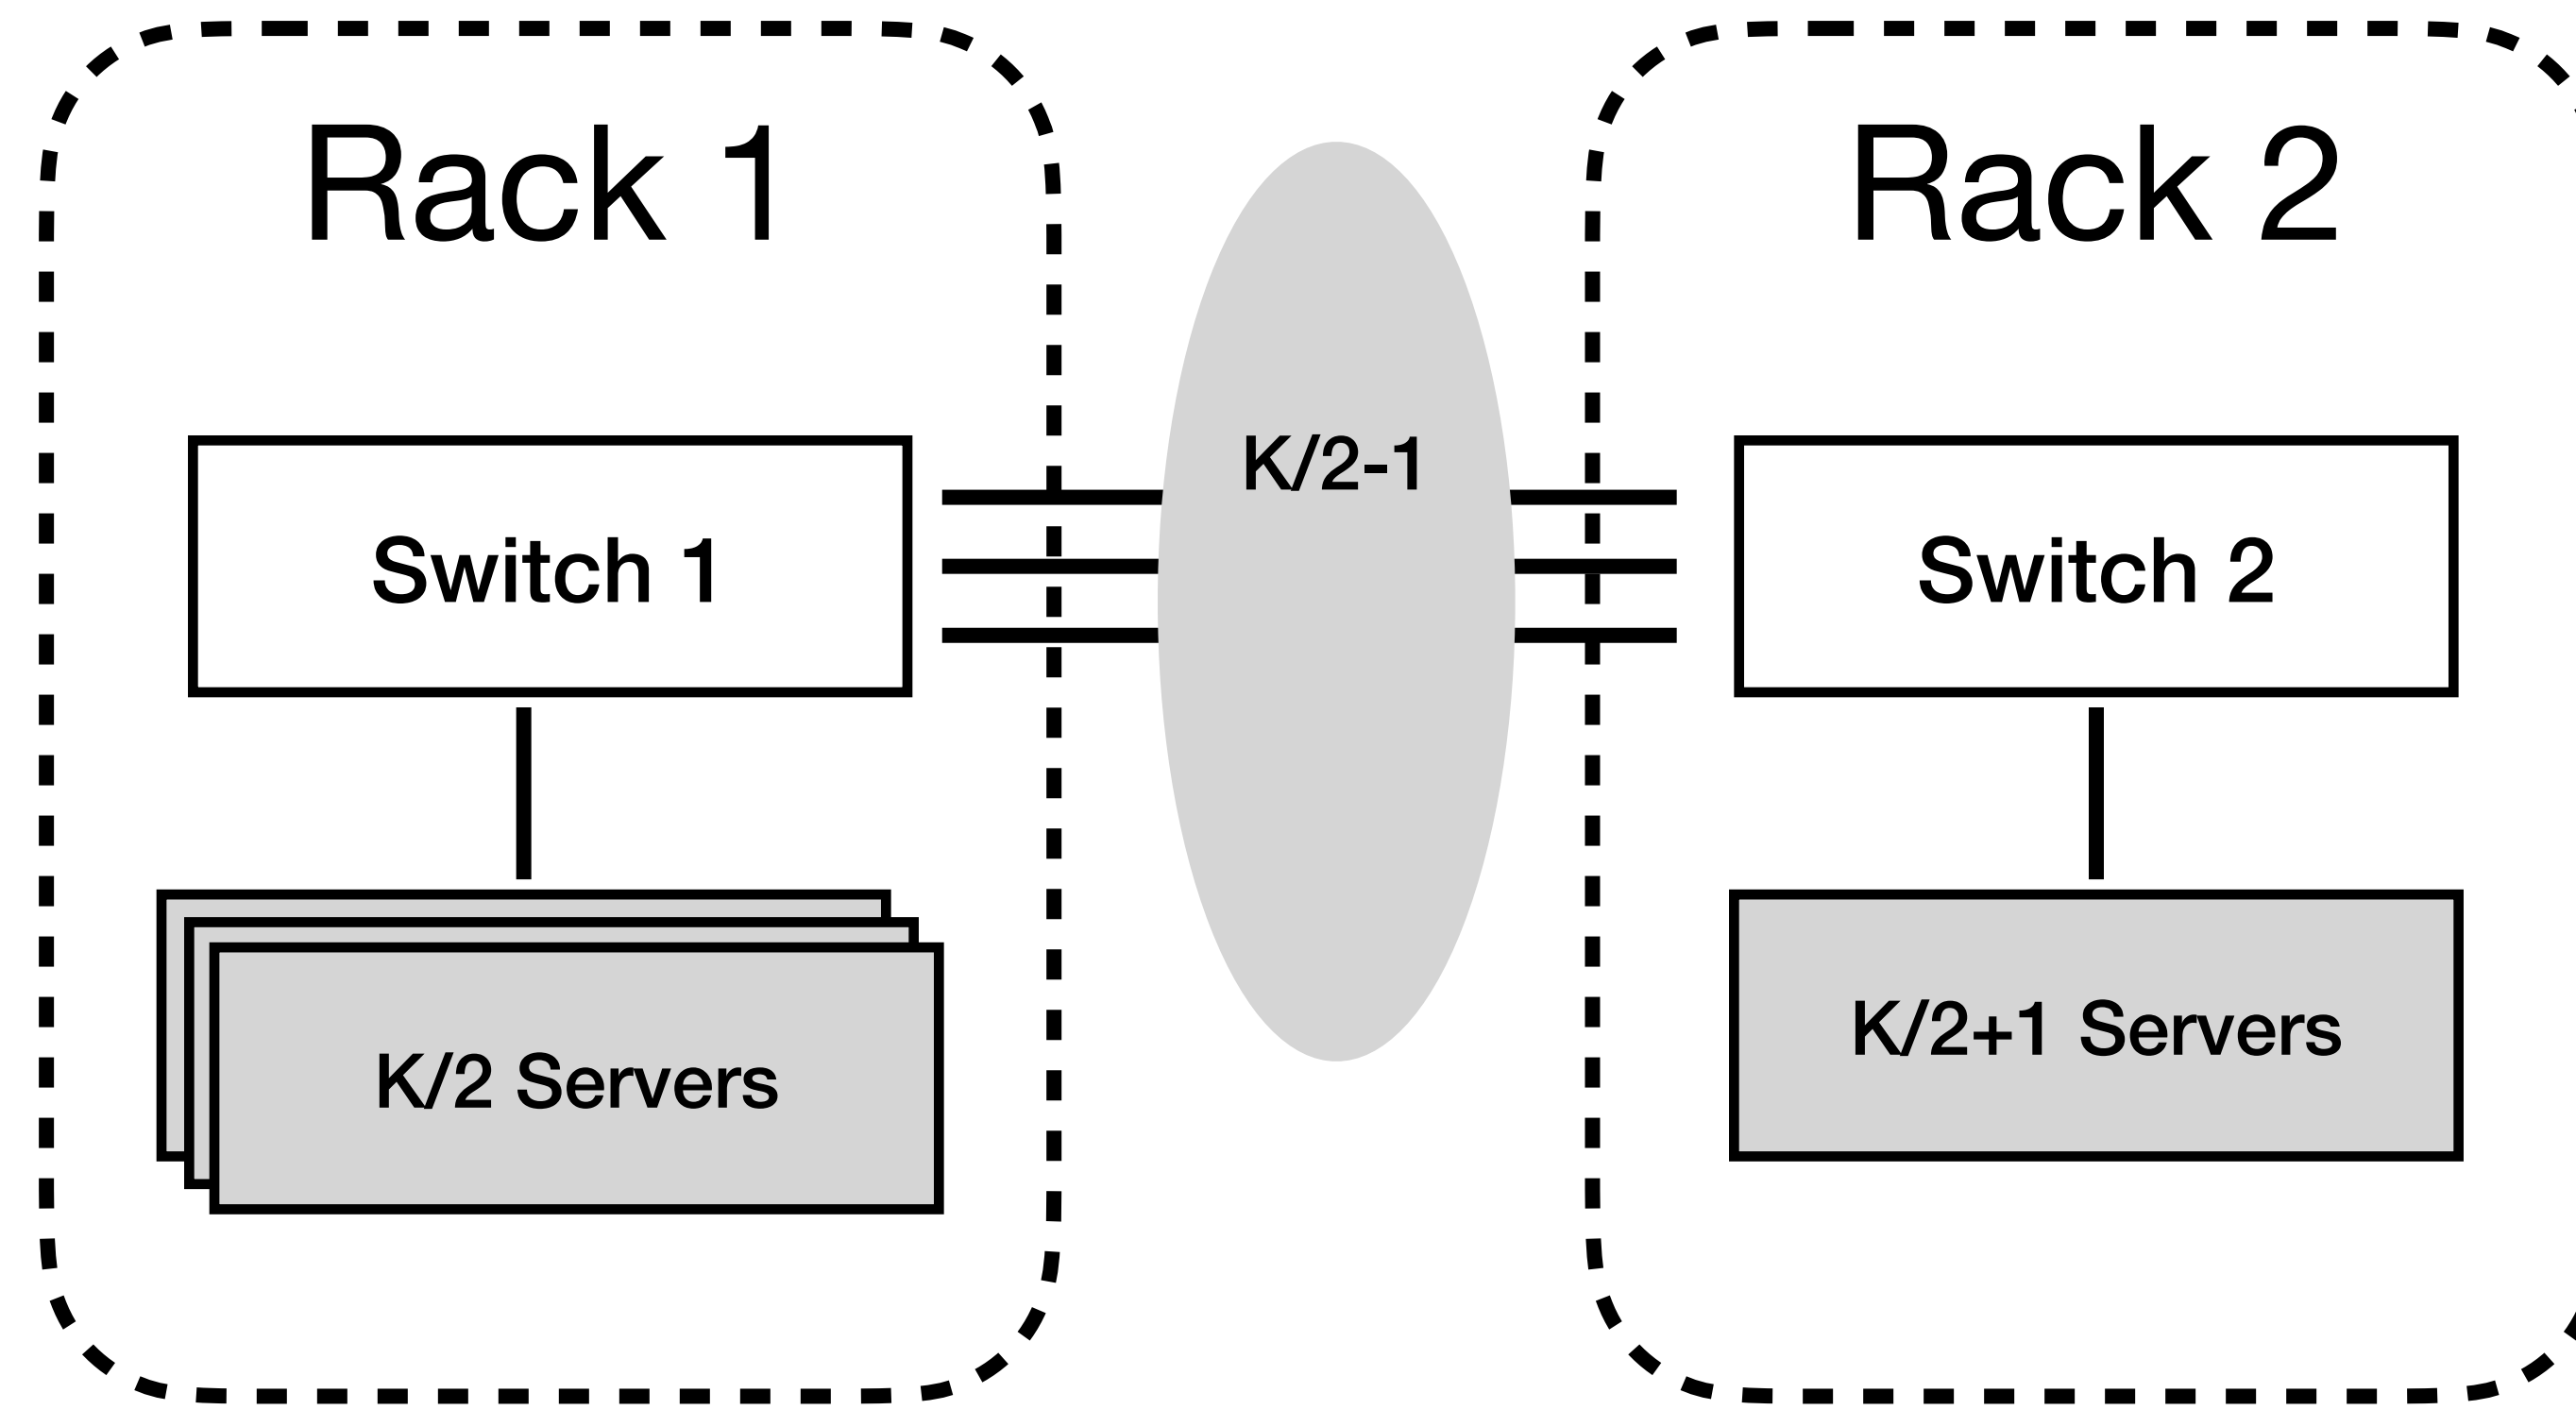 Rack 1
Rack 2
K/2-1
Switch 1
Switch 2
K/2 Servers
K/2+1 Servers